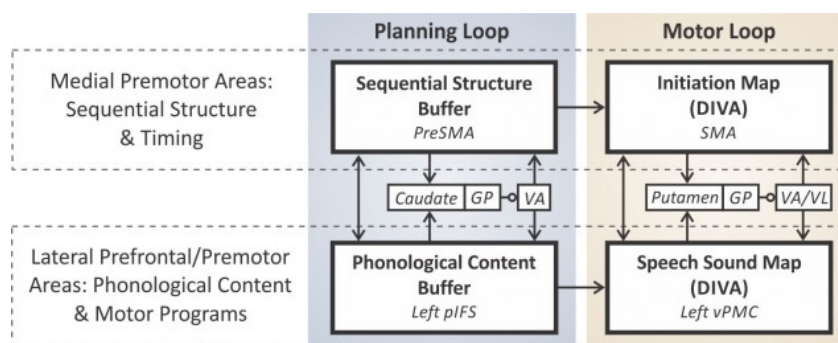 Planning Loop
Motor Loop
Medial Premotor Areas:
Sequential Structure
& Timing
Sequential Structure
Buffer
PreSMA
Initiation Map
(DIVA)
SMA
Caudate GP VA
Putamen GP VA/VL
Lateral Prefrontal/Premotor
Areas: Phonological Content
& Motor Programs
Phonological Content
Buffer
Left pIFS
Speech Sound Map
(DIVA)
Left vPMC